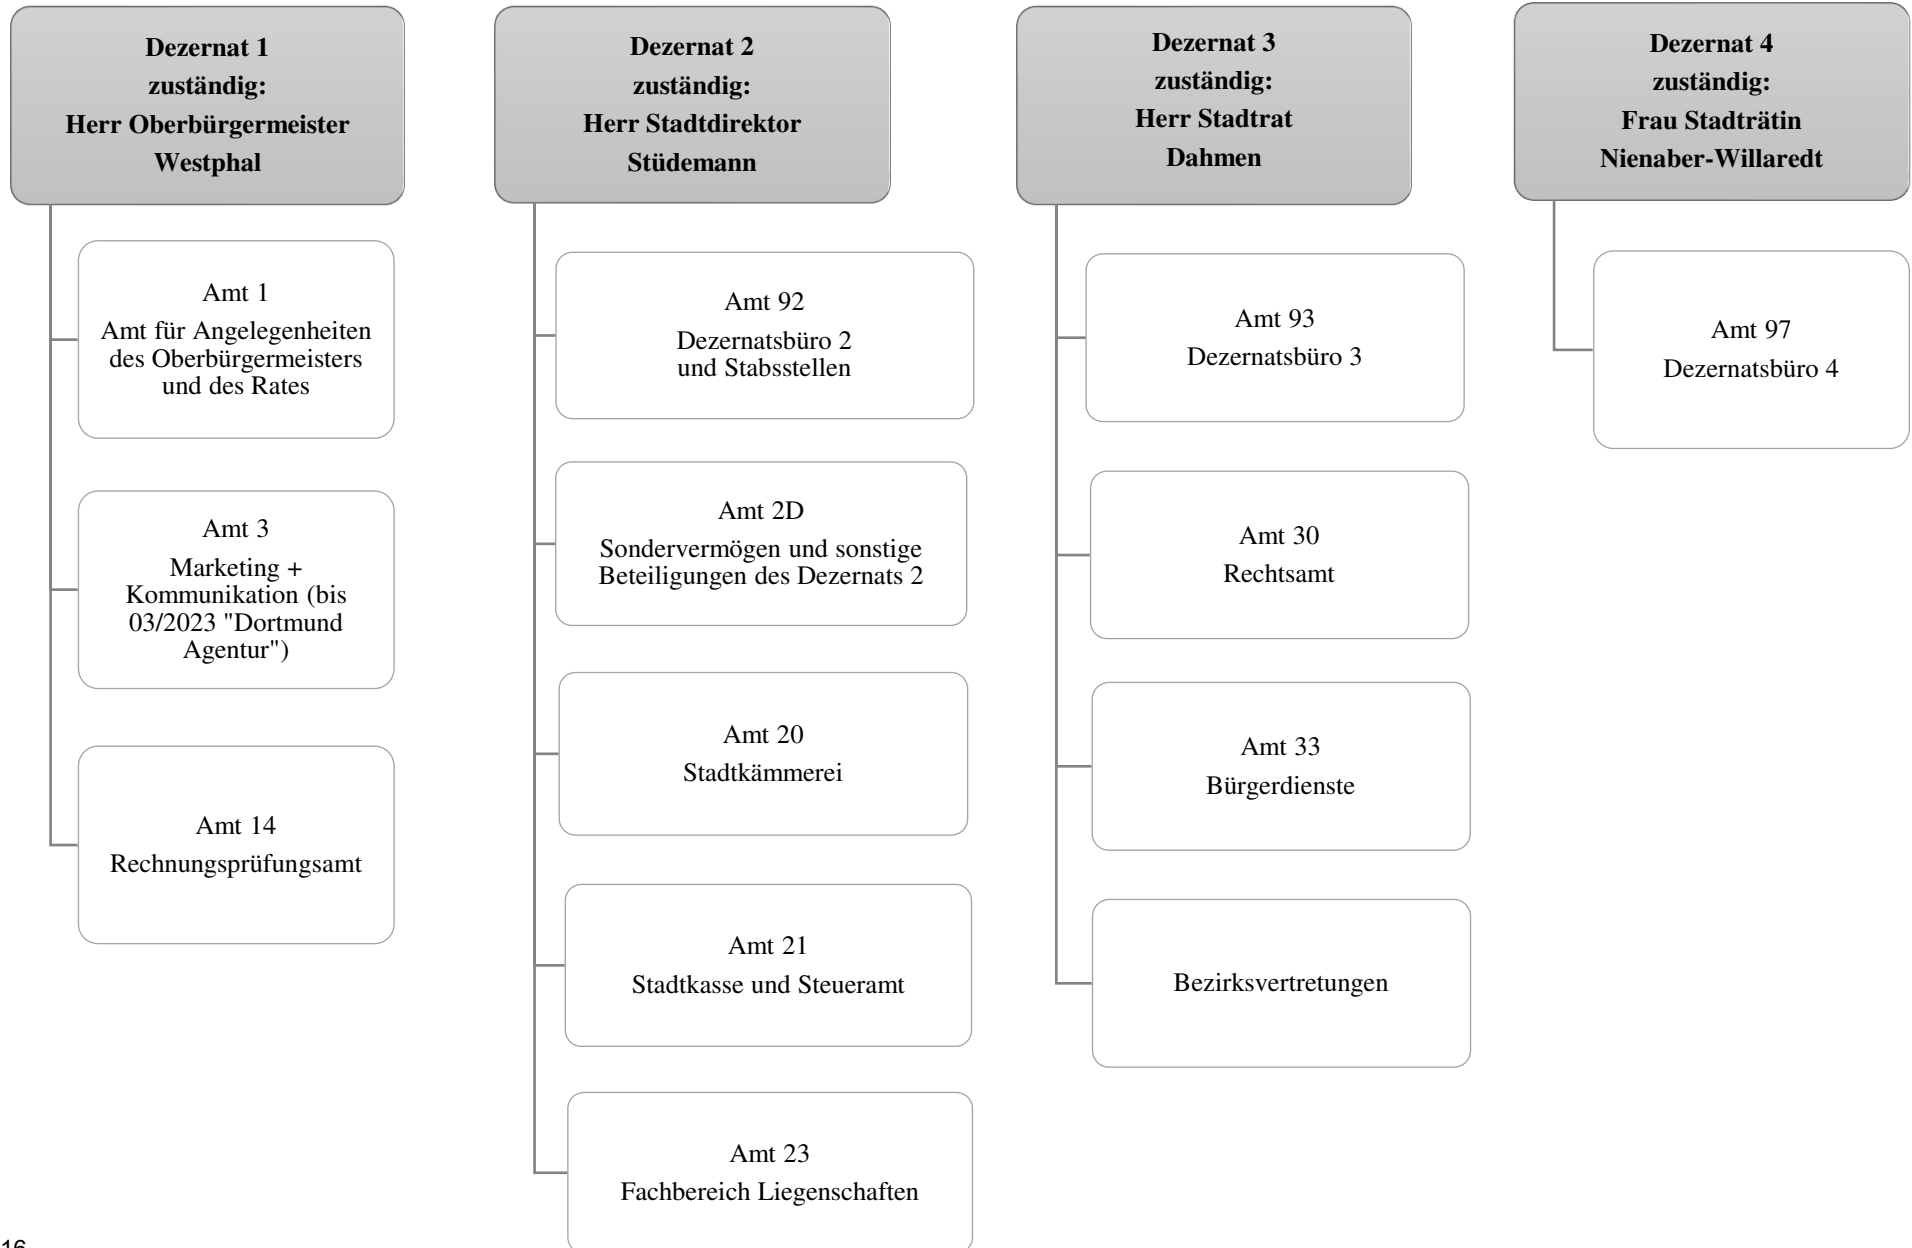 Dezernat 1
zuständig:
Herr Oberbürgermeister
Westphal
Amt 1
Amt für Angelegenheiten
des Oberbürgermeisters
und des Rates
Amt 3
Marketing +
Kommunikation (bis
03/2023 "Dortmund
Agentur")
Amt 14
Rechnungsprüfungsamt
Dezernat 2
zuständig:
Herr Stadtdirektor
Stüdemann
Amt 92
Dezernatsbüro 2
und Stabsstellen
Amt 2D
Sondervermögen und sonstige
Beteiligungen des Dezernats 2
Amt 20
Stadtkämmerei
Amt 21
Stadtkasse und Steueramt
Amt 23
Fachbereich Liegenschaften
Dezernat 3
zuständig:
Herr Stadtrat
Dahmen
Amt 93
Dezernatsbüro 3
Amt 30
Rechtsamt
Amt 33
Bürgerdienste
Bezirksvertretungen
Dezernat 4
zuständig:
Frau Stadträtin
Nienaber-Willaredt
Amt 97
Dezernatsbüro 4
16